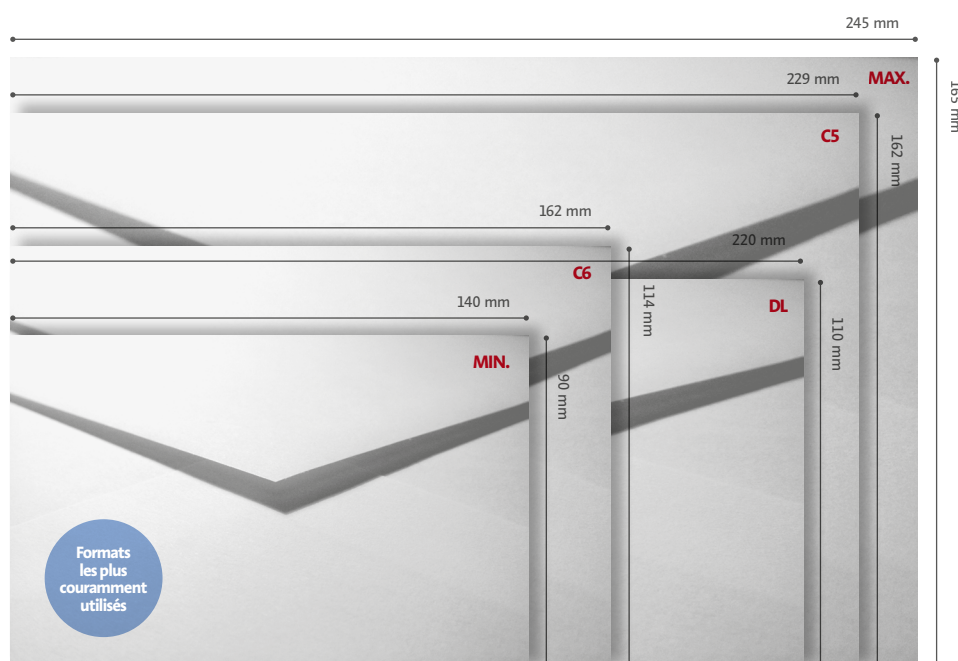 245 mm
MAX.
229 mm
C5
162 mm
162 mm
220 mm
C6
114 mm
DL
140 mm
110 mm
MIN.
90 mm
Formats
les plus
couramment
utilisés